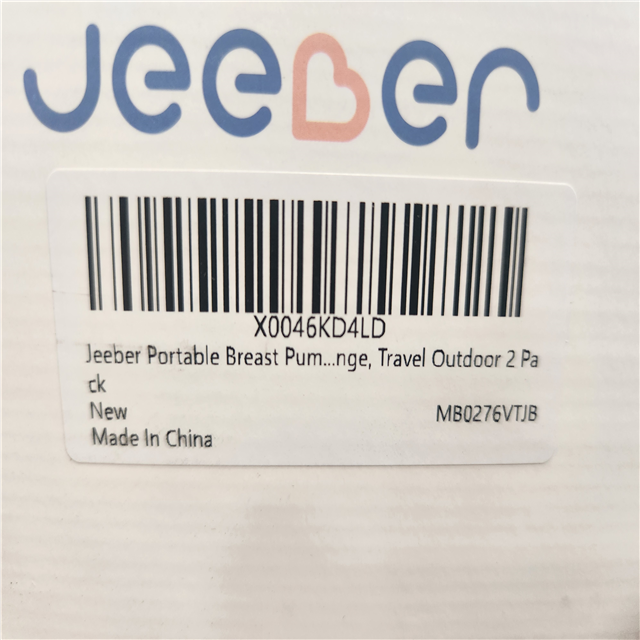 Jeeber
X0046KD4LD
Jeeber Portable Breast Pum...nge, Travel Outdoor 2 Pa
ck
New MB0276VTJB
Made In China